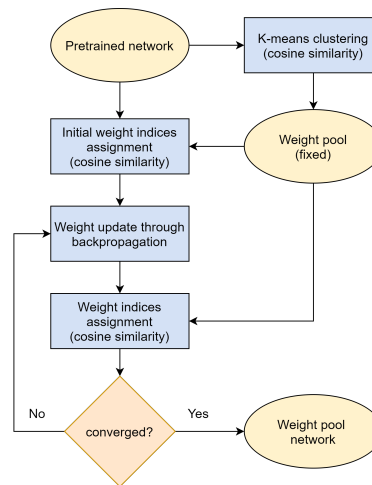 Pretrained network
K-means clustering
(cosine similarity)
Initial weight indices
assignment
(cosine similarity)
Weight pool
(fixed)
Weight update through
backpropagation
Weight indices
assignment
(cosine similarity)
No
converged?
Yes
Weight pool
network